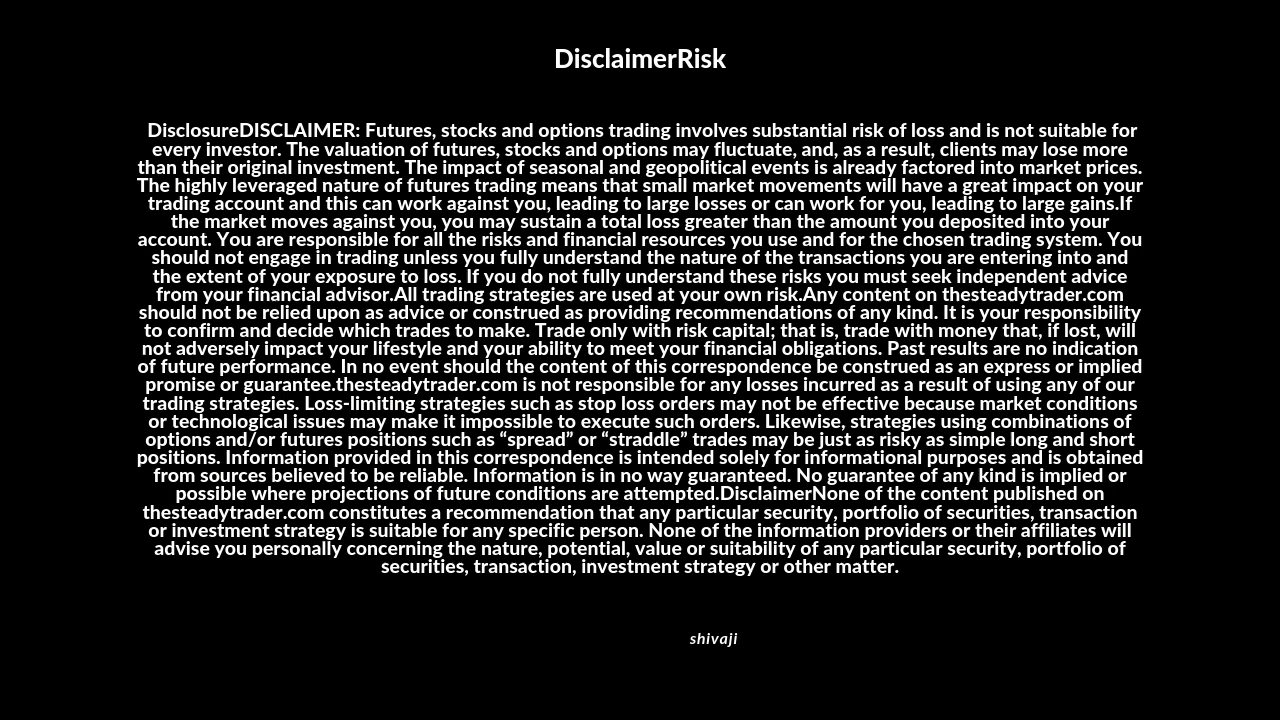 DisclaimerRisk
DisclosureDISCLAIMER: Futures, stocks and options trading involves substantial risk of loss and is not suitable for
every investor. The valuation of futures, stocks and options may fluctuate, and, as a result, clients may lose more
than their original investment. The impact of seasonal and geopolitical events is already factored into market prices.
The highly leveraged nature of futures trading means that small market movements will have a great impact on your
trading account and this can work against you, leading to large losses or can work for you, leading to large gains.If
the market moves against you, you may sustain a total loss greater than the amount you deposited into your
account. You are responsible for all the risks and financial resources you use and for the chosen trading system. You
should not engage in trading unless you fully understand the nature of the transactions you are entering into and
the extent of your exposure to loss. If you do not fully understand these risks you must seek independent advice
from your financial advisor.All trading strategies are used at your own risk.Any content on thesteadytrader.com
should not be relied upon as advice or construed as providing recommendations of any kind. It is your responsibility
to confirm and decide which trades to make. Trade only with risk capital; that is, trade with money that, if lost, will
not adversely impact your lifestyle and your ability to meet your financial obligations. Past results are no indication
of future performance. In no event should the content of this correspondence be construed as an express or implied
promise or guarantee.thesteadytrader.com is not responsible for any losses incurred as a result of using any of our
trading strategies. Loss-limiting strategies such as stop loss orders may not be effective because market conditions
or technological issues may make it impossible to execute such orders. Likewise, strategies using combinations of
options and/or futures positions such as “spread” or “straddle” trades may be just as risky as simple long and short
positions. Information provided in this correspondence is intended solely for informational purposes and is obtained
from sources believed to be reliable. Information is in no way guaranteed. No guarantee of any kind is implied or
possible where projections of future conditions are attempted.DisclaimerNone of the content published on
thesteadytrader.com constitutes a recommendation that any particular security, portfolio of securities, transaction
or investment strategy is suitable for any specific person. None of the information providers or their affiliates will
advise you personally concerning the nature, potential, value or suitability of any particular security, portfolio of
securities, transaction, investment strategy or other matter.
shivaji